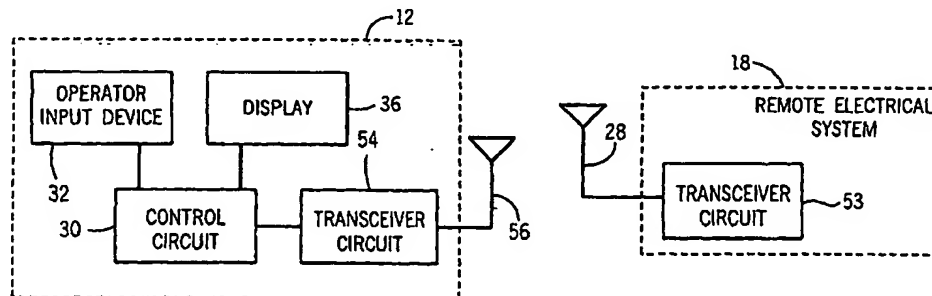 12
OPERATOR
INPUT DEVICE
32
DISPLAY
36
54
30
CONTROL
CIRCUIT
TRANSCEIVER
CIRCUIT
56
18
REMOTE ELECTRICAL
SYSTEM
28
TRANSCEIVER
CIRCUIT
53